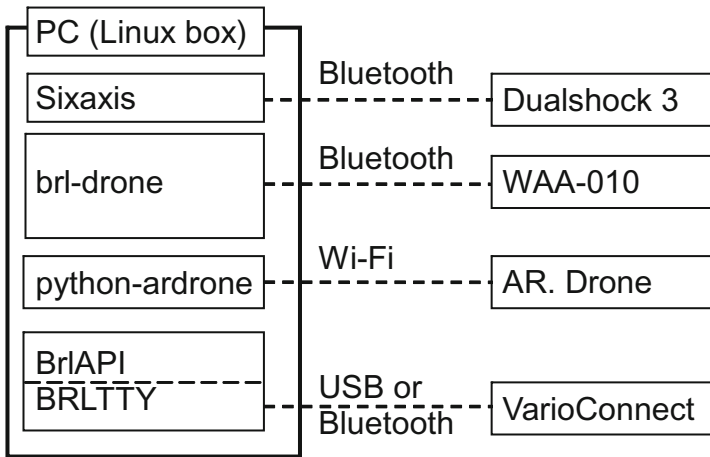 PC (Linux box)
Sixaxis
Bluetooth
Dualshock 3
brl-drone
Bluetooth
WAA-010
python-ardrone
Wi-Fi
AR. Drone
BrlAPI
BRLTTY
USB or
Bluetooth
VarioConnect